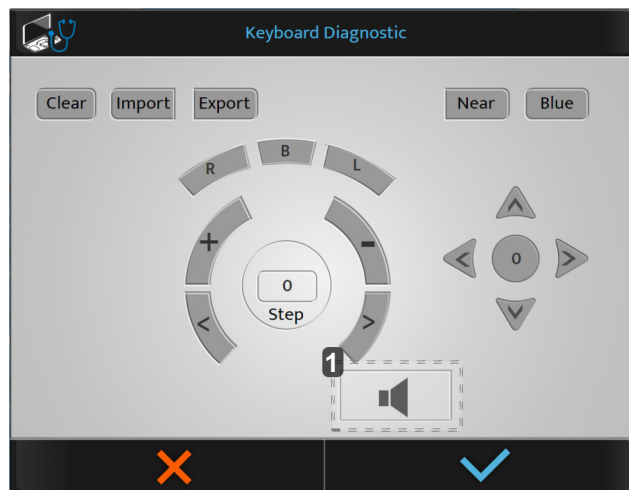 Keyboard Diagnostic
Clear Import Export Near Blue
R B L
+ -
0
0
Step
< >
1